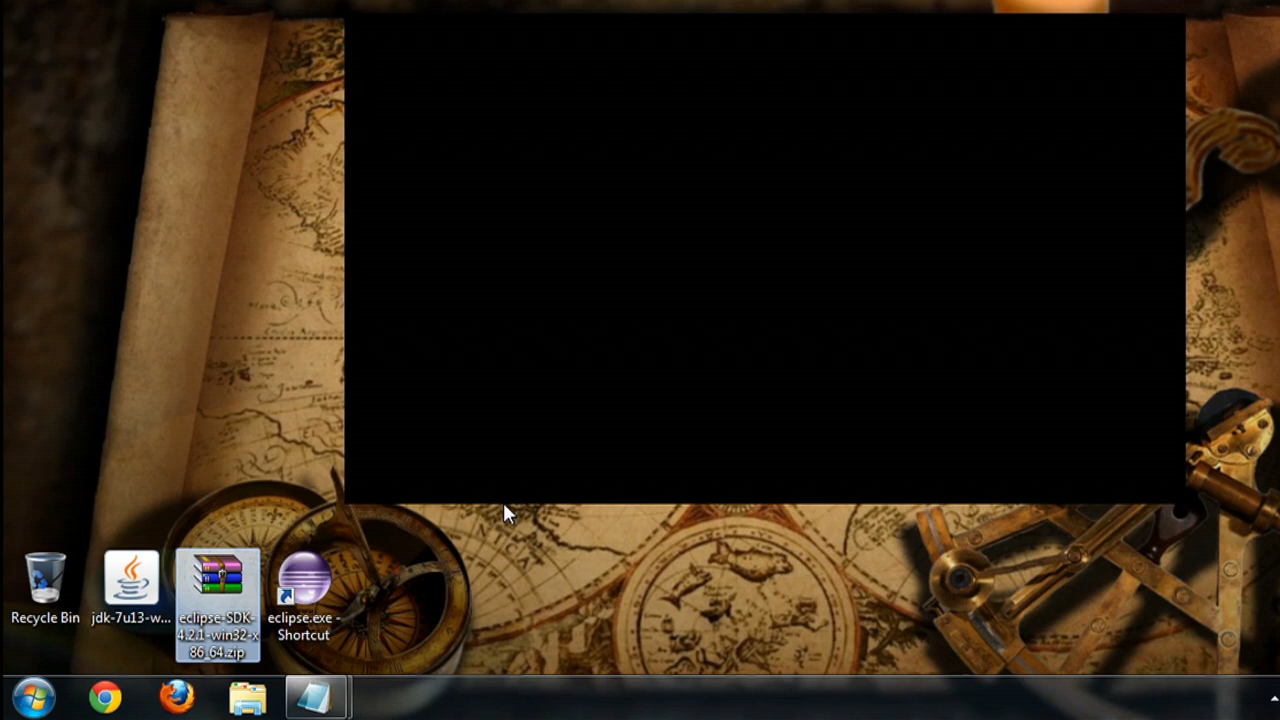 Recycle Bin
jdk-7u13-w...
eclipse-SDK-
4.2.1-win32-x
86_64.zip
eclipse.exe -
Shortcut